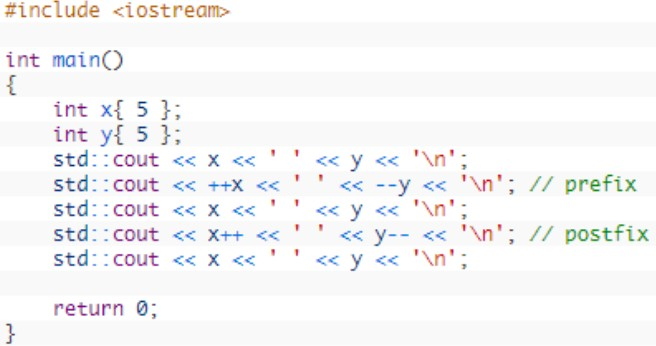 #include <iostream>

int main()
{
    int x{ 5 };
    int y{ 5 };
    std::cout << x << ' ' << y << '\n';
    std::cout << ++x << ' ' << --y << '\n'; // prefix
    std::cout << x << ' ' << y << '\n';
    std::cout << x++ << ' ' << y-- << '\n'; // postfix
    std::cout << x << ' ' << y << '\n';

    return 0;
}